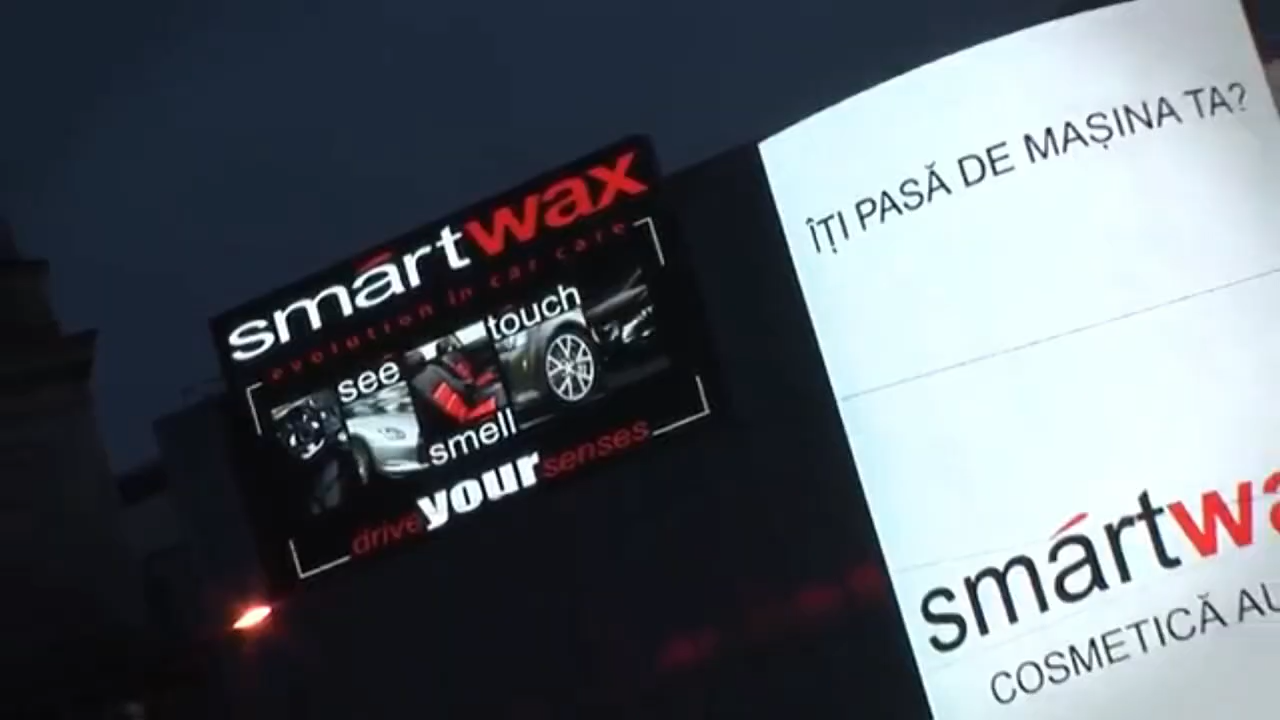 smártwax
evolution in car care
see
touch
smell
drive your senses
ÎȚI PASĂ DE MAȘINA TA?
smártwa
COSMETICĂ AU